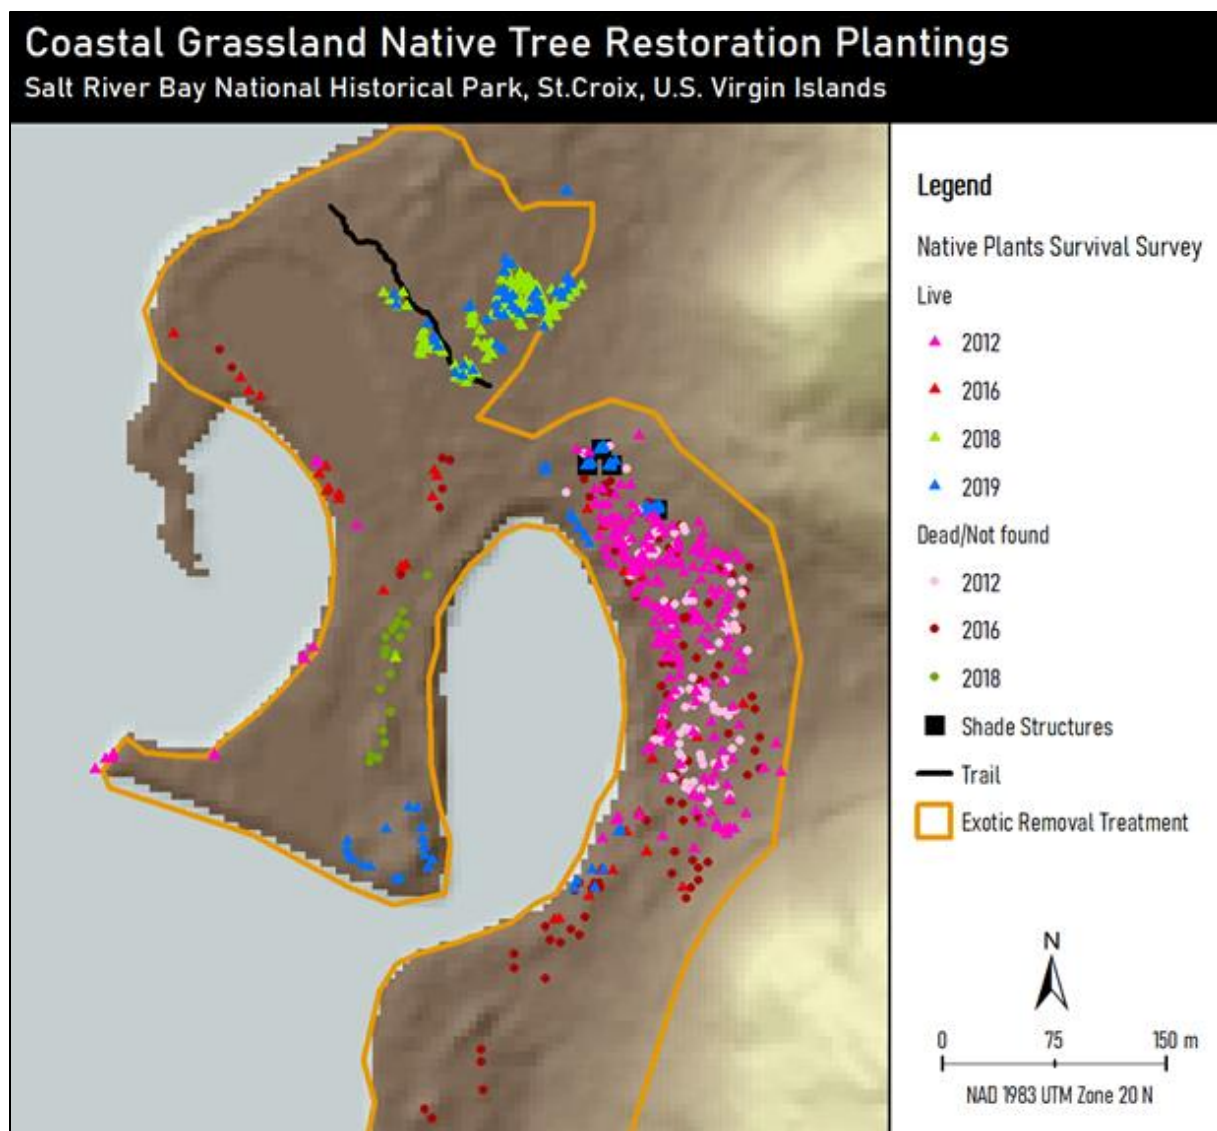 Coastal Grassland Native Tree Restoration Plantings
Salt River Bay National Historical Park, St.Croix, U.S. Virgin Islands
Legend
Native Plants Survival Survey
Live
2012
2016
2018
2019
Dead/Not found
2012
2016
2018
Shade Structures
Trail
Exotic Removal Treatment
N
0 75 150 m
NAD 1983 UTM Zone 20 N